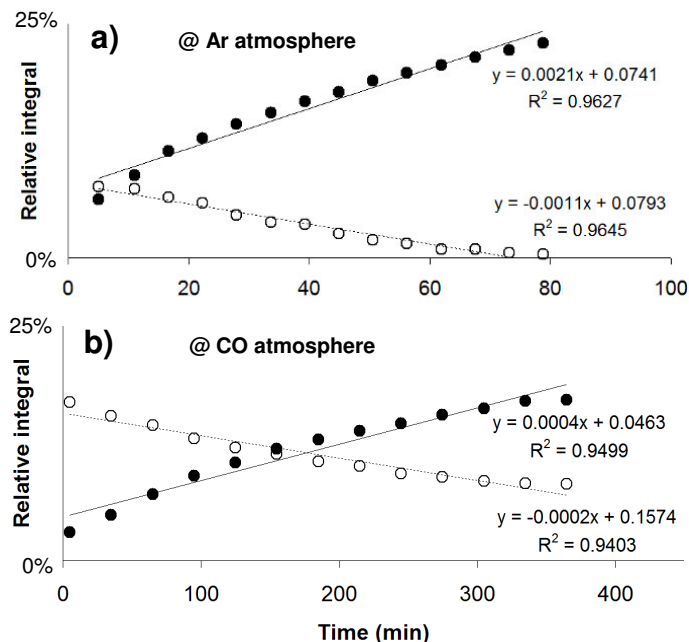 25%
a)
@ Ar atmosphere
Relative integral
y = 0.0021x + 0.0741
R² = 0.9627
y = -0.0011x + 0.0793
R² = 0.9645
0%
0 20 40 60 80 100
25%
b)
@ CO atmosphere
Relative integral
y = 0.0004x + 0.0463
R² = 0.9499
y = -0.0002x + 0.1574
R² = 0.9403
0%
0 100 200 300 400
Time (min)